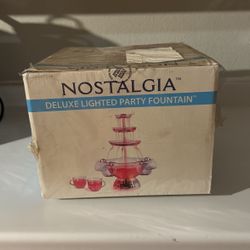 NOSTALGIA™
DELUXE LIGHTED PARTY FOUNTAIN™